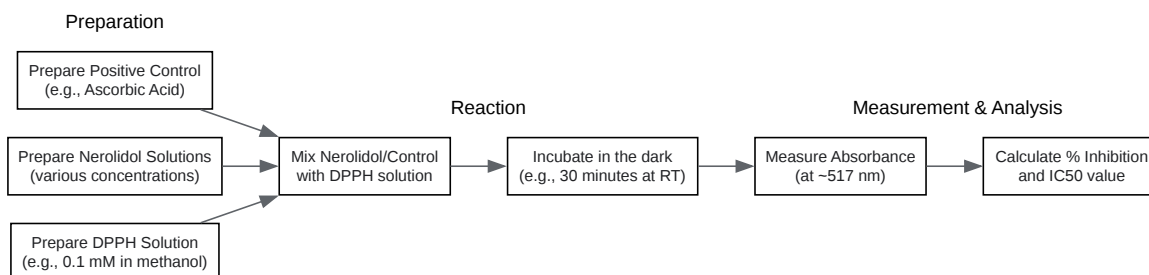 Preparation
Prepare Positive Control
(e.g., Ascorbic Acid)
Reaction
Measurement & Analysis
Prepare Nerolidol Solutions
(various concentrations)
Mix Nerolidol/Control
with DPPH solution
Incubate in the dark
(e.g., 30 minutes at RT)
Measure Absorbance
(at ~517 nm)
Calculate % Inhibition
and IC50 value
Prepare DPPH Solution
(e.g., 0.1 mM in methanol)